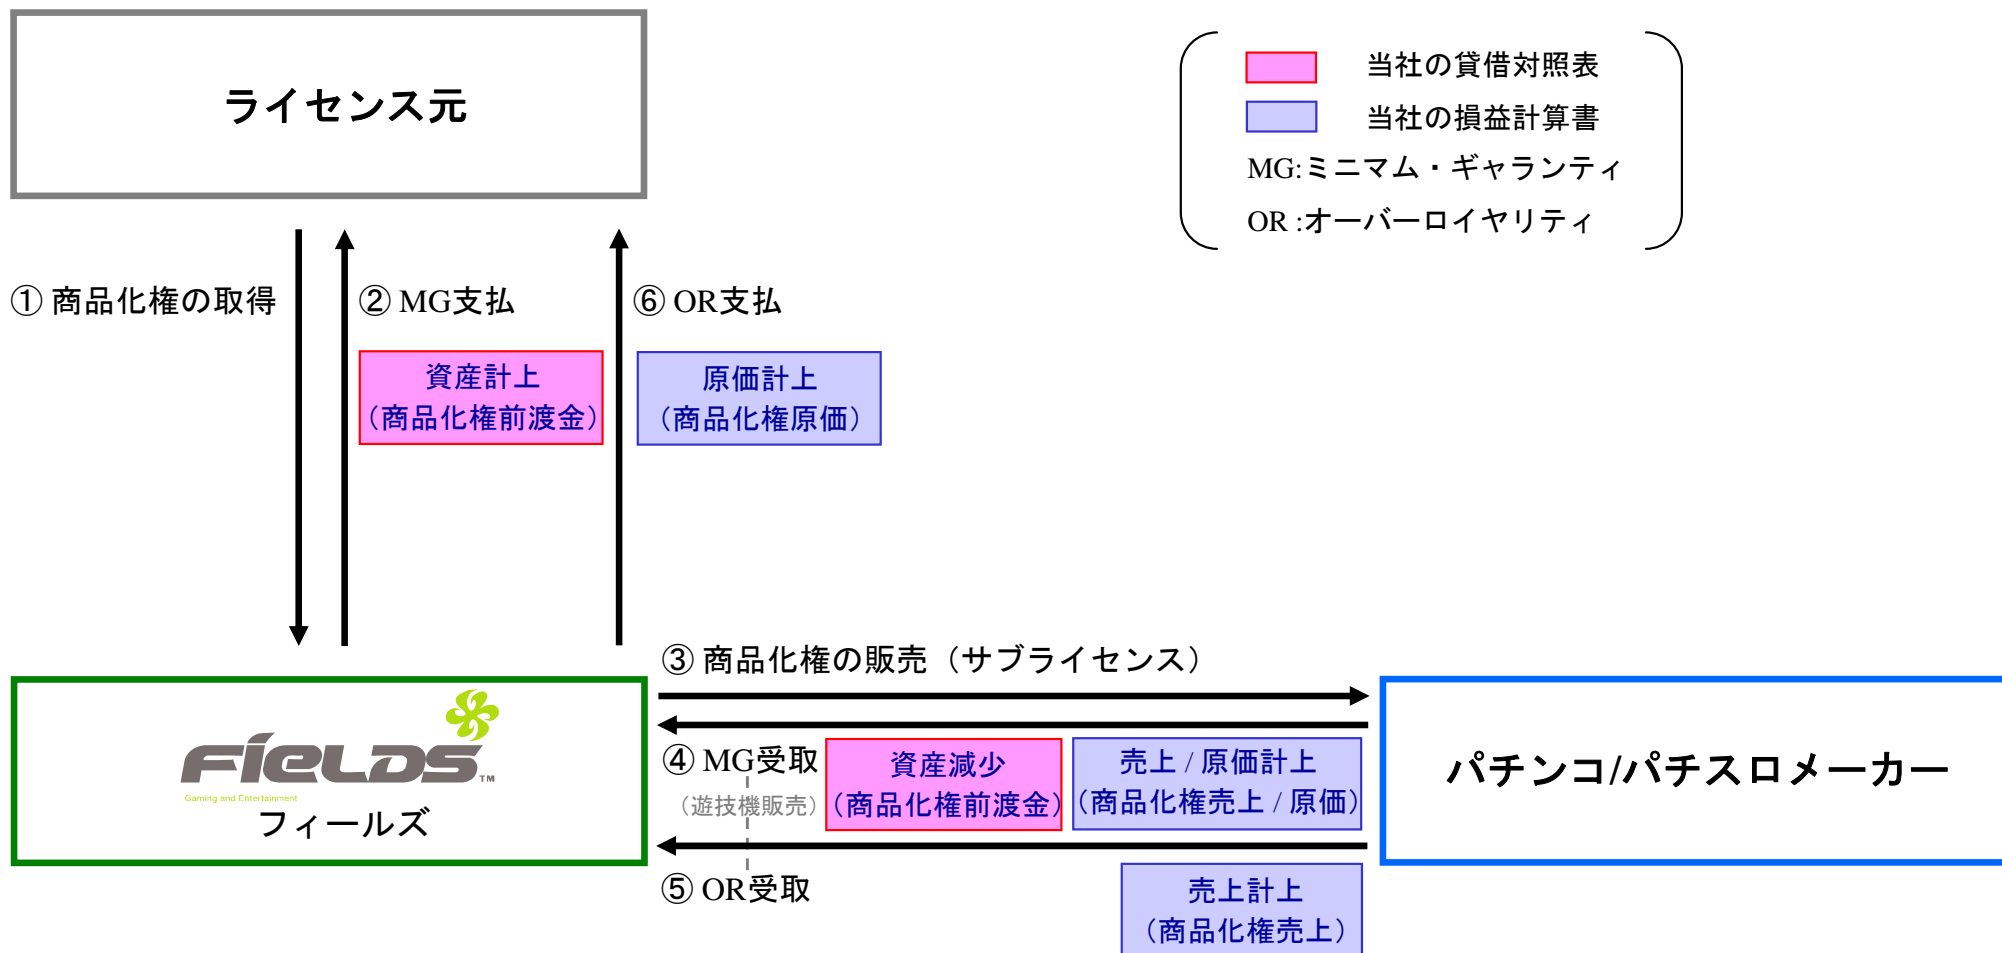 ライセンス元
当社の貸借対照表
当社の損益計算書
MG:ミニマム・ギャランティ
OR :オーバーロイヤリティ
① 商品化権の取得
② MG支払
⑥ OR支払
資産計上
（商品化権前渡金）
原価計上
（商品化権原価）
③ 商品化権の販売（サブライセンス）
FIELDS TM
Gaming and Entertainment
フィールズ
④ MG受取
（遊技機販売）
資産減少
（商品化権前渡金）
売上 / 原価計上
（商品化権売上 / 原価）
パチンコ/パチスロメーカー
⑤ OR受取
売上計上
（商品化権売上）